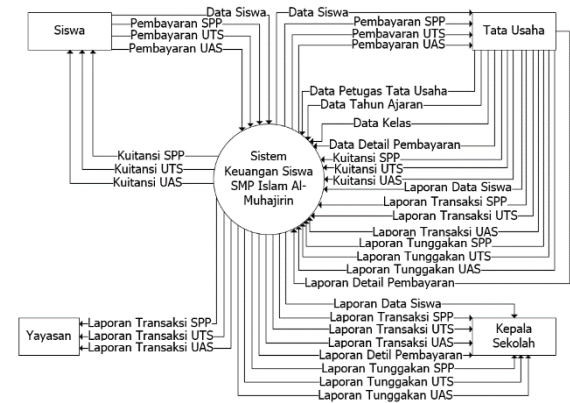 Siswa
Data Siswa
Pembayaran SPP
Pembayaran UTS
Pembayaran UAS
Data Siswa
Pembayaran SPP
Pembayaran UTS
Pembayaran UAS
Tata Usaha
Data Petugas Tata Usaha
Data Tahun Ajaran
Data Kelas
Data Detail Pembayaran
Kuitansi SPP
Kuitansi UTS
Kuitansi UAS
Sistem
Keuangan Siswa
SMP Islam Al-
Muhajirin
Kuitansi SPP
Kuitansi UTS
Kuitansi UAS
Laporan Data Siswa
Laporan Transaksi SPP
Laporan Transaksi UTS
Laporan Transaksi UAS
Laporan Tunggakan SPP
Laporan Tunggakan UTS
Laporan Tunggakan UAS
Laporan Detail Pembayaran
Yayasan
Laporan Transaksi SPP
Laporan Transaksi UTS
Laporan Transaksi UAS
Laporan Data Siswa
Laporan Transaksi SPP
Laporan Transaksi UTS
Laporan Transaksi UAS
Laporan Detil Pembayaran
Laporan Tunggakan SPP
Laporan Tunggakan UTS
Laporan Tunggakan UAS
Kepala
Sekolah